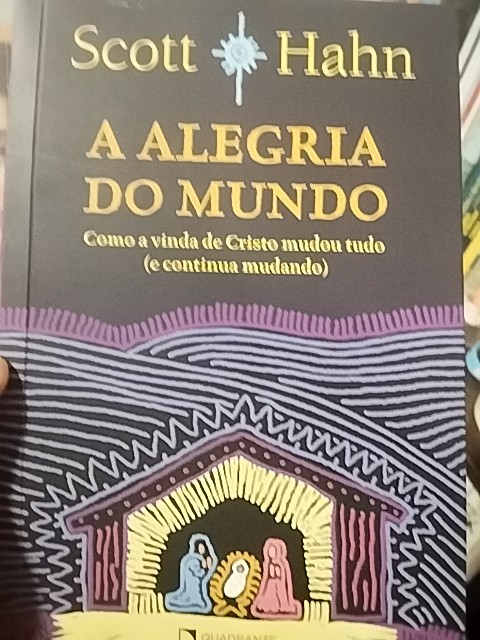 Scott Hahn
A ALEGRIA
DO MUNDO
Como a vinda de Cristo mudou tudo
(e continua mudando)
QUADRANTE